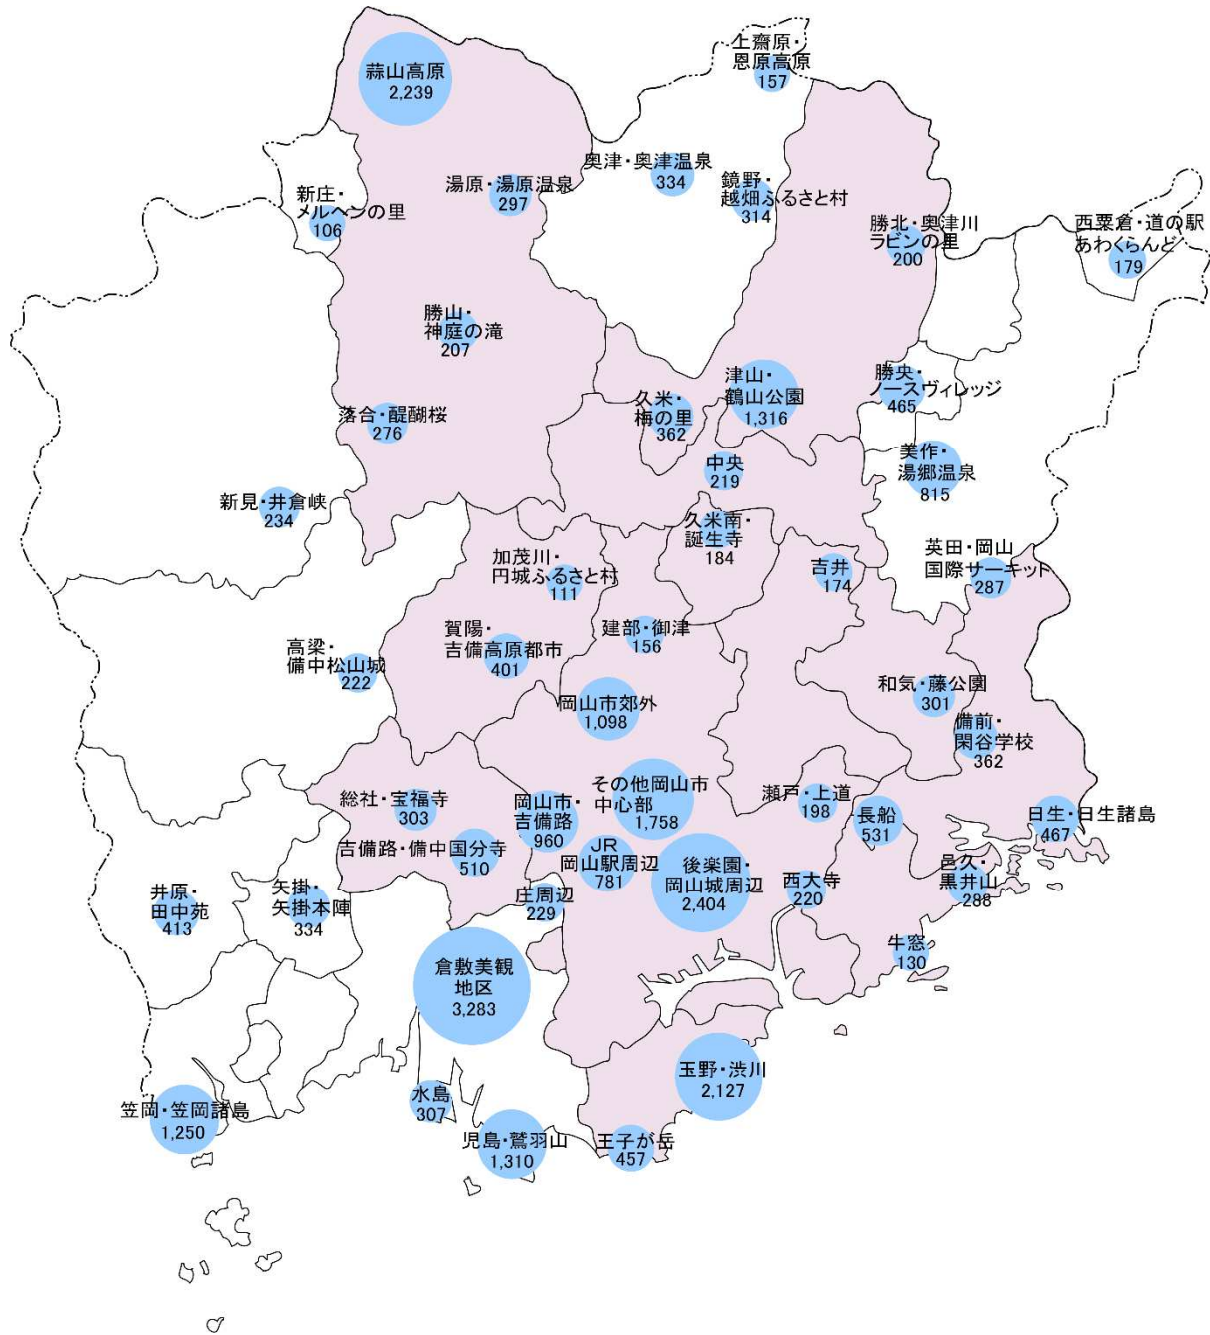 上齋原・
恩原高原
157
蒜山高原
2,239
奥津・奥津温泉
334
湯原・湯原温泉
297
鏡野・
越畑ふるさと村
314
新庄・
メルヘンの里
106
勝北・奥津川
ラビンの里
200
西粟倉・道の駅
あわくらんど
179
勝山・
神庭の滝
207
津山・
鶴山公園
1,316
勝央・
ノースヴィレッジ
465
久米・
梅の里
362
落合・醍醐桜
276
中央
219
美作・
湯郷温泉
815
新見・井倉峡
234
久米南・
誕生寺
184
英田・岡山
国際サーキット
287
加茂川・
円城ふるさと村
111
吉井
174
賀陽・
吉備高原都市
401
建部・御津
156
高梁・
備中松山城
222
和気・藤公園
301
岡山市郊外
1,098
備前・
閑谷学校
362
総社・宝福寺
303
岡山市・
吉備路
960
その他岡山市
中心部
1,758
瀬戸・上道
198
長船
531
日生・日生諸島
467
吉備路・備中国分寺
510
JR
岡山駅周辺
781
後楽園・
岡山城周辺
2,404
西大寺
220
邑久・
黒井山
288
井原・
田中苑
413
矢掛・
矢掛本陣
334
庄周辺
229
牛窓
130
倉敷美観
地区
3,283
玉野・渋川
2,127
水島
307
笠岡・笠岡諸島
1,250
児島・鷲羽山
1,310
王子が岳
457